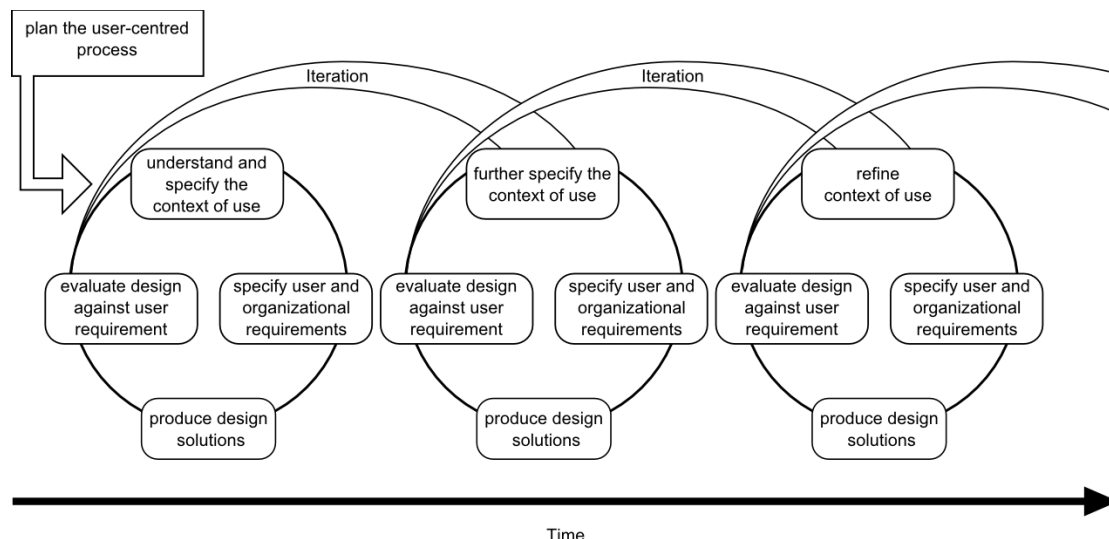 plan the user-centred
process
Iteration
Iteration
understand and
specify the
context of use
further specify the
context of use
refine
context of use
evaluate design
against user
requirement
specify user and
organizational
requirements
evaluate design
against user
requirement
specify user and
organizational
requirements
evaluate design
against user
requirement
specify user and
organizational
requirements
produce design
solutions
produce design
solutions
produce design
solutions
Time